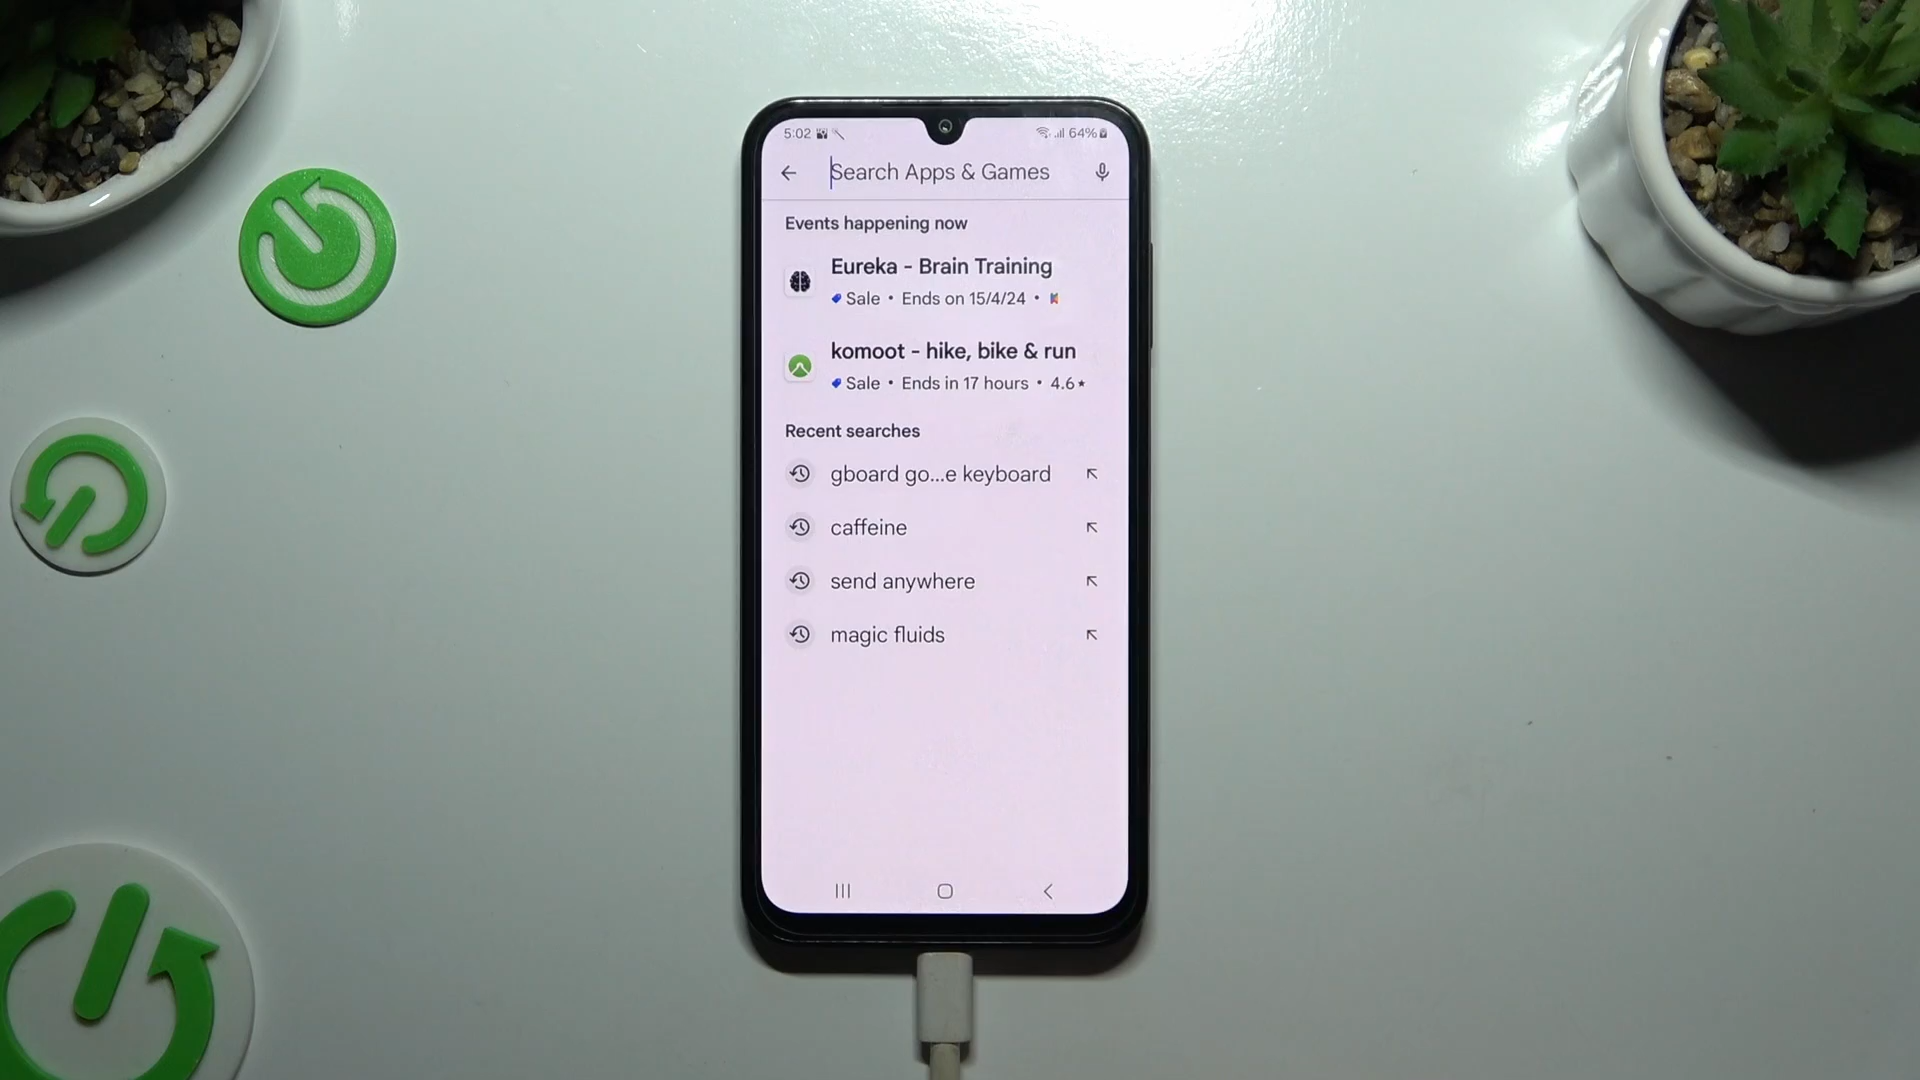 5:02 64%
Search Apps & Games
Events happening now
Eureka - Brain Training
Sale • Ends on 15/4/24 •
komoot - hike, bike & run
Sale • Ends in 17 hours • 4.6★
Recent searches
gboard go...e keyboard
caffeine
send anywhere
magic fluids